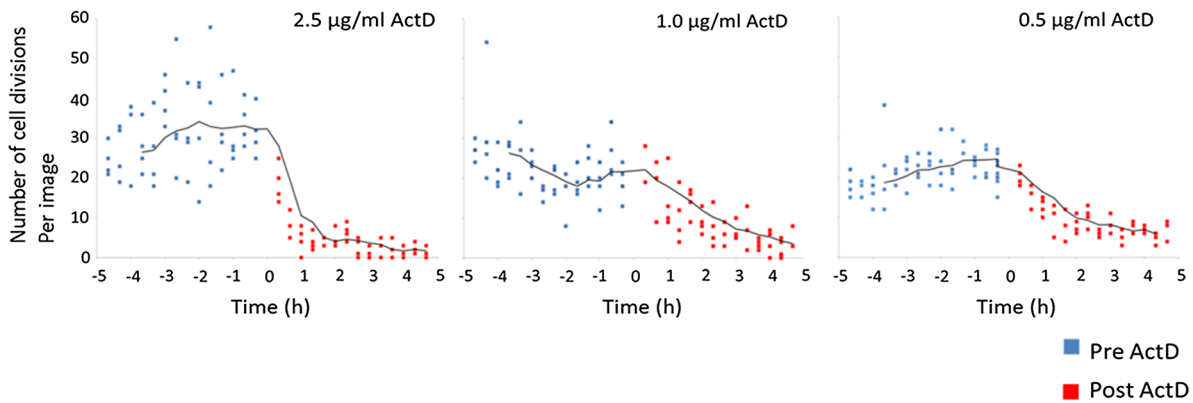 2.5 µg/ml ActD
1.0 µg/ml ActD
0.5 µg/ml ActD
Number of cell divisions
Per image
60
50
40
30
20
10
0
-5 -4 -3 -2 -1 0 1 2 3 4 5
-5 -4 -3 -2 -1 0 1 2 3 4 5
-5 -4 -3 -2 -1 0 1 2 3 4 5
Time (h)
Time (h)
Time (h)
Pre ActD
Post ActD